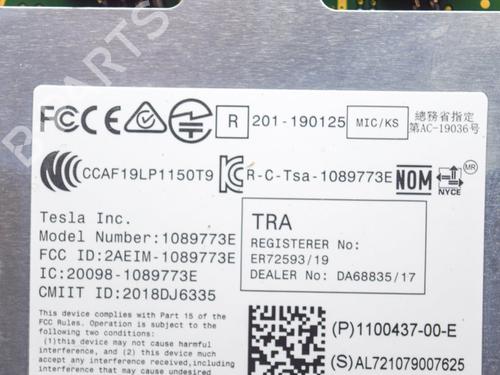 FCC CE R 201-190125 MIC/KS 總務省指定
第AC-19036号
CCAF19LP1150T9 R-C-Tsa-1089773E NOM NYCE
Tesla Inc.
Model Number:1089773E
FCC ID:2AEIM-1089773E
IC:20098-1089773E
CMIIT ID:2018DJ6335
TRA
REGISTERER No:
ER72593/19
DEALER No: DA68835/17
This device complies with Part 15 of the
FCC Rules. Operation is subject to the
following two conditions:
(1)this device may not cause harmful
interference, and (2) this device must
accept any interference received,including
interference that may cause undesired
(P)1100437-00-E
(S)AL721079007625